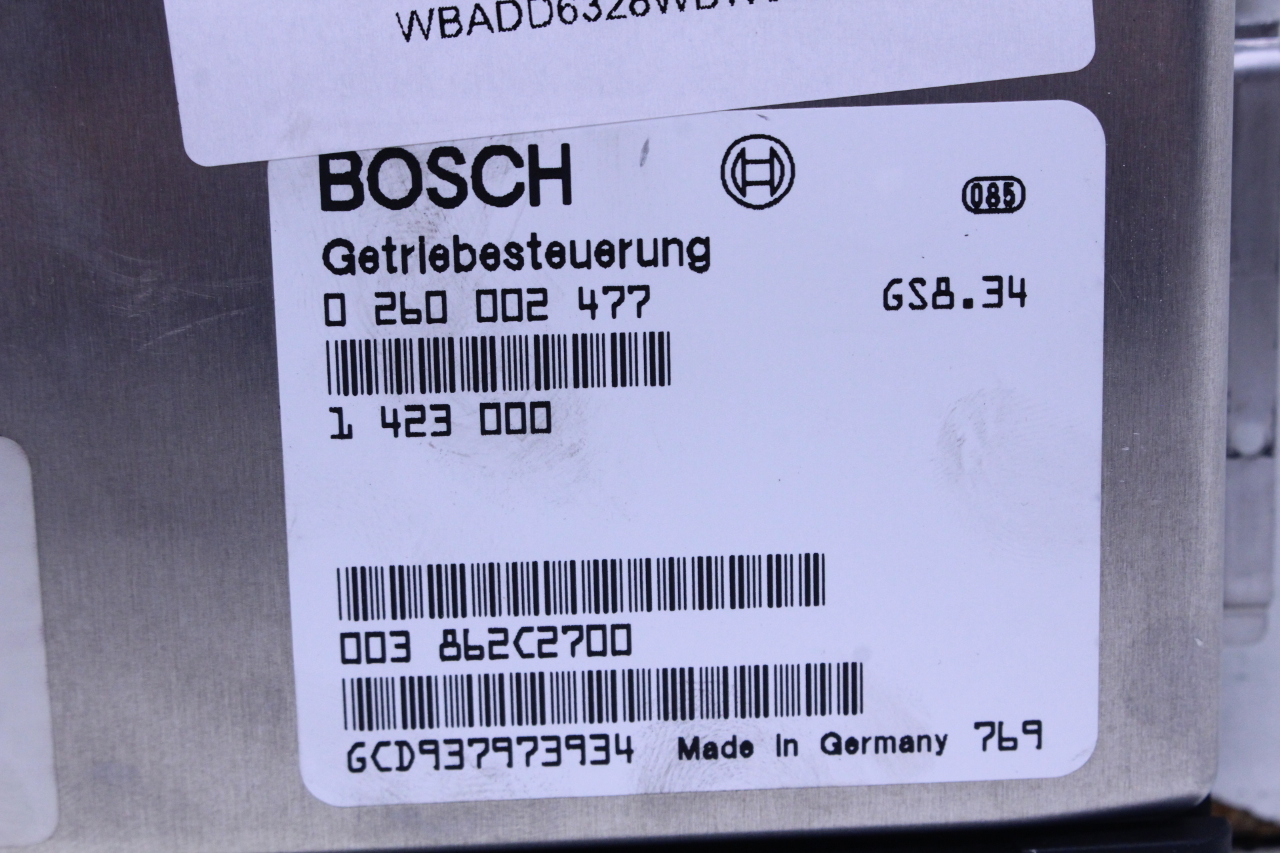 BOSCH
085
Getriebesteuerung
0 260 002 477
GS8.34
1 423 000
003 862C2700
GCD937973934 Made in Germany 769